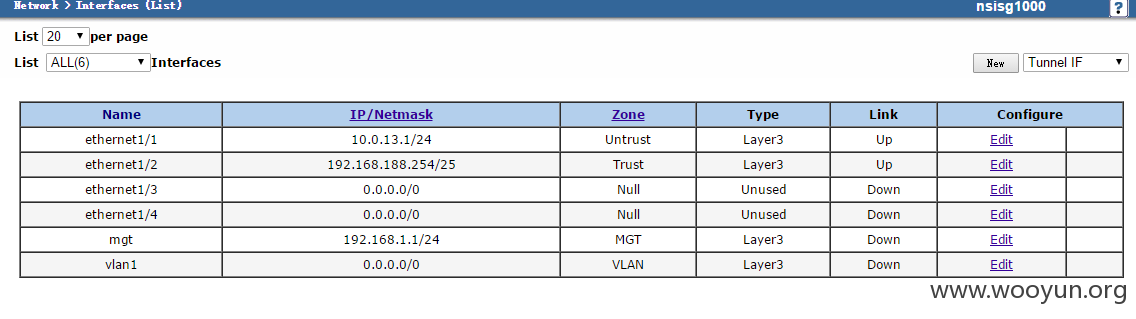 Network > Interfaces (List)
nsisg1000
?
List 20 per page
List ALL(6) Interfaces
New Tunnel IF
Name IP/Netmask Zone Type Link Configure
ethernet1/1 10.0.13.1/24 Untrust Layer3 Up Edit
ethernet1/2 192.168.188.254/25 Trust Layer3 Up Edit
ethernet1/3 0.0.0.0/0 Null Unused Down Edit
ethernet1/4 0.0.0.0/0 Null Unused Down Edit
mgt 192.168.1.1/24 MGT Layer3 Down Edit
vlan1 0.0.0.0/0 VLAN Layer3 Down Edit
www.wooyun.org